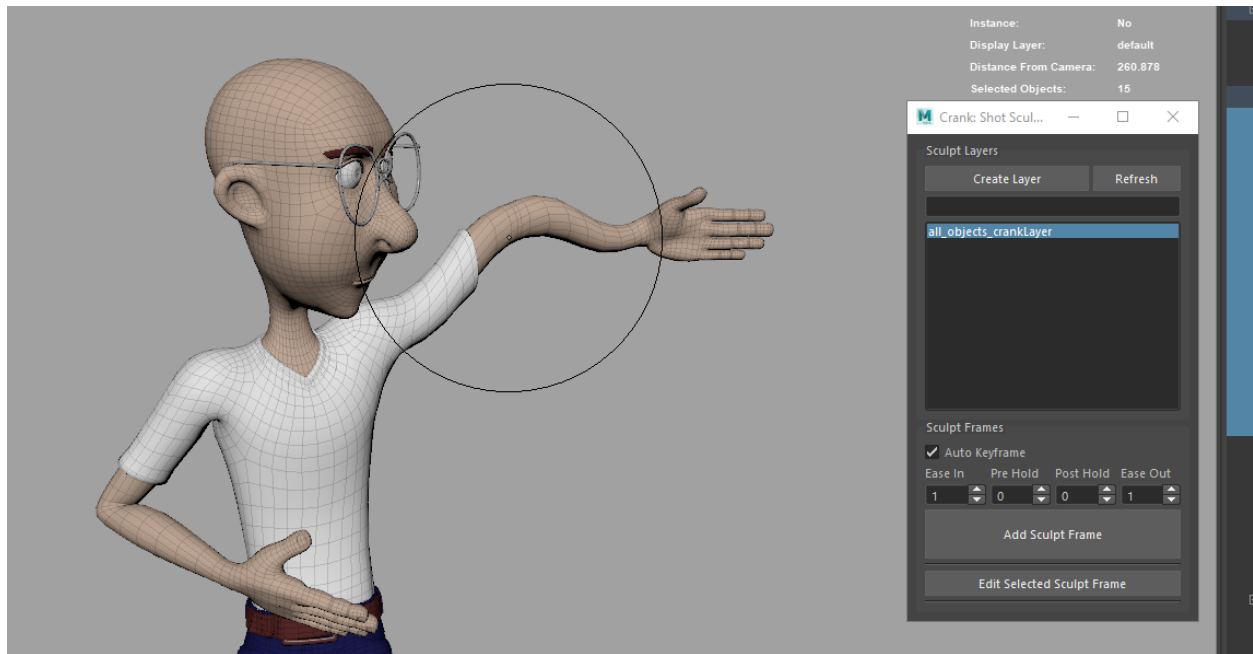 Instance: No
Display Layer: default
Distance From Camera: 260.878
Selected Objects: 15
Crank: Shot Scul...
Sculpt Layers
Create Layer Refresh
all_objects_crankLayer
Sculpt Frames
Auto Keyframe
Ease In Pre Hold Post Hold Ease Out
1 0 0 1
Add Sculpt Frame
Edit Selected Sculpt Frame